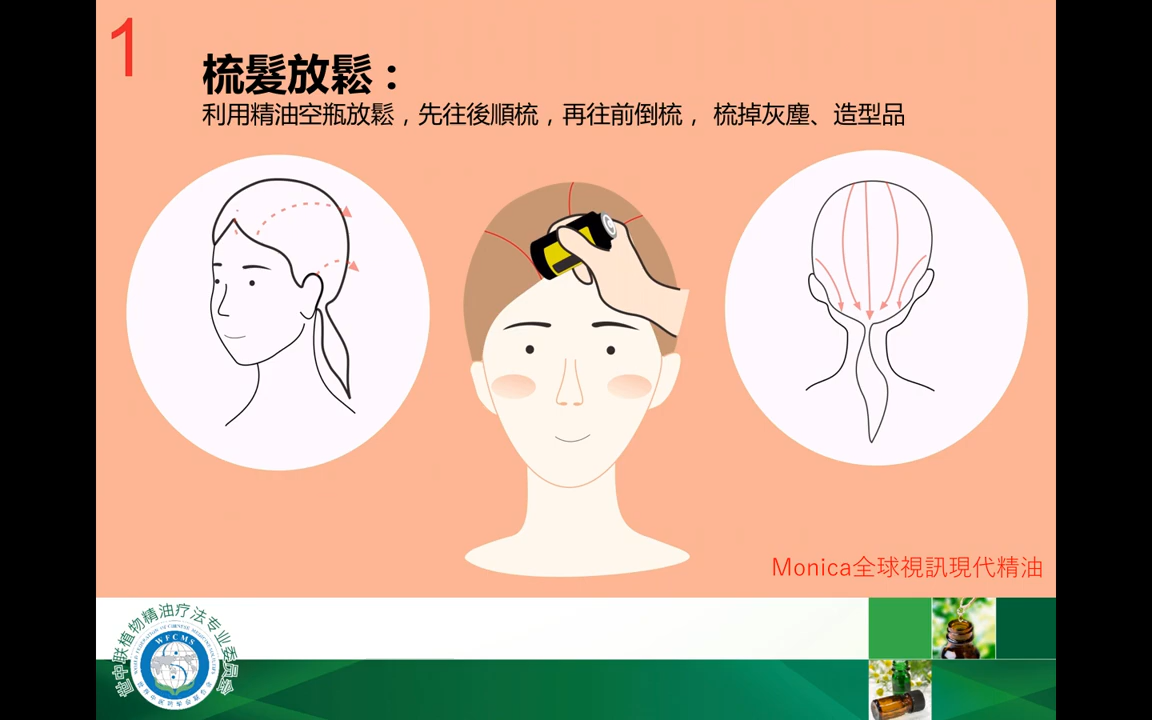 1
梳髮放鬆：
利用精油空瓶放鬆，先往後順梳，再往前倒梳， 梳掉灰塵、造型品
Monica全球視訊現代精油
世中联植物精油疗法专业委员会
WFCMS